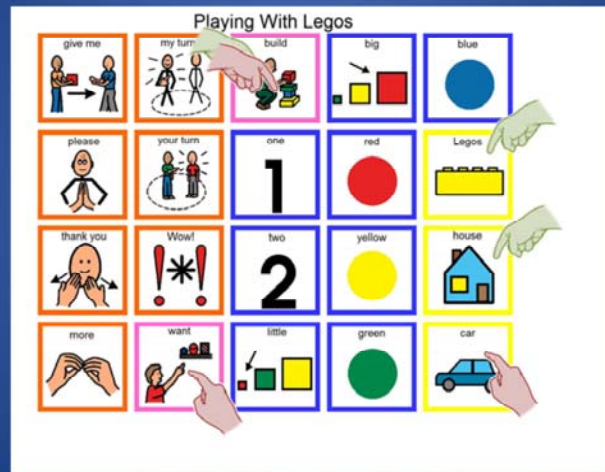 Playing With Legos
give me
my turn
build
big
blue
please
your turn
one
1
red
Legos
thank you
Wow!
!*!
two
2
yellow
house
more
want
little
green
car